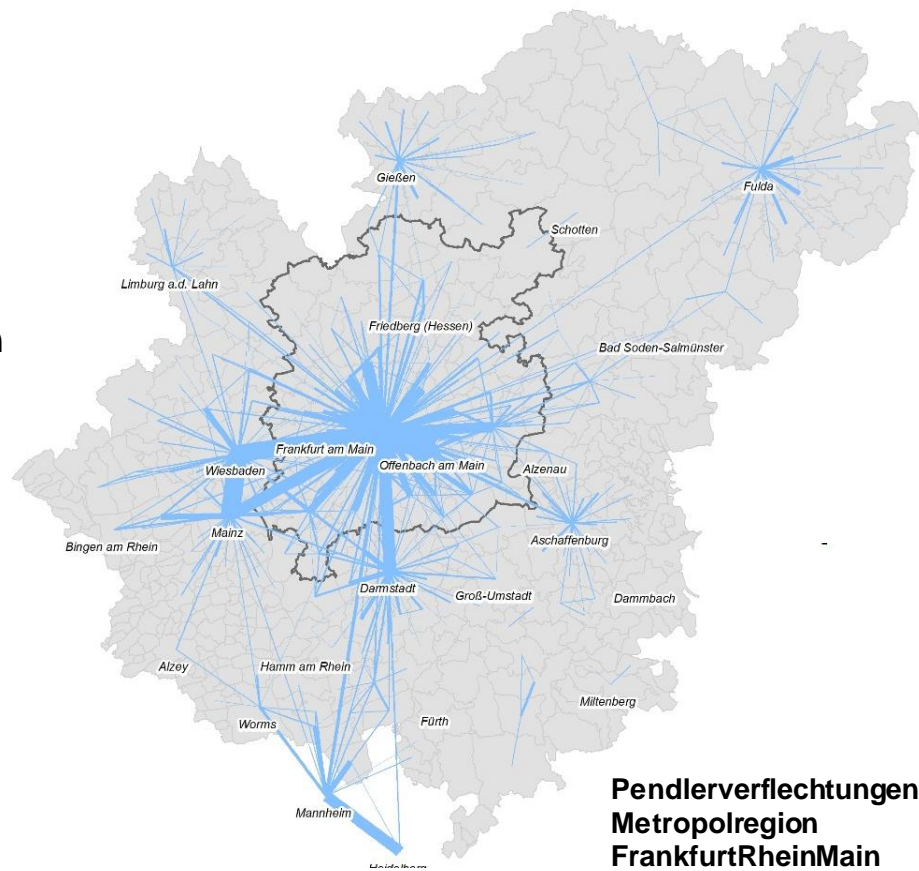 Gießen
Fulda
Schotten
Limburg a.d. Lahn
Friedberg (Hessen)
Bad Soden-Salmünster
Frankfurt am Main
Offenbach am Main
Alzenau
Wiesbaden
Mainz
Bingen am Rhein
Aschaffenburg
Darmstadt
Groß-Umstadt
Dammbach
Alzey
Hamm am Rhein
Miltenberg
Worms
Fürth
Mannheim
Heidelberg
Pendlerverflechtungen
Metropolregion
FrankfurtRheinMain